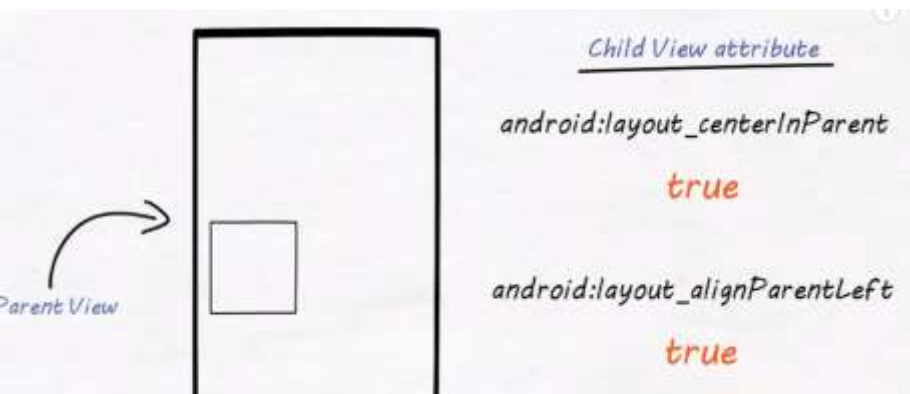 Child View attribute
android:layout_centerInParent
true
Parent View
android:layout_alignParentLeft
true